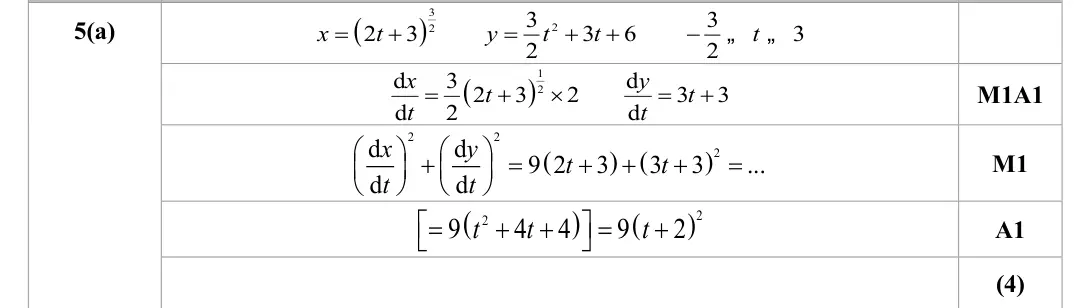 5(a) x = (2t + 3)^(3/2) y = 3/2 t² + 3t + 6 −3/2 „ t „ 3
dx/dt = 3/2 (2t + 3)^(1/2) × 2 dy/dt = 3t + 3 M1A1
(dx/dt)² + (dy/dt)² = 9(2t + 3) + (3t + 3)² = ... M1
[= 9(t² + 4t + 4)] = 9(t + 2)² A1
(4)